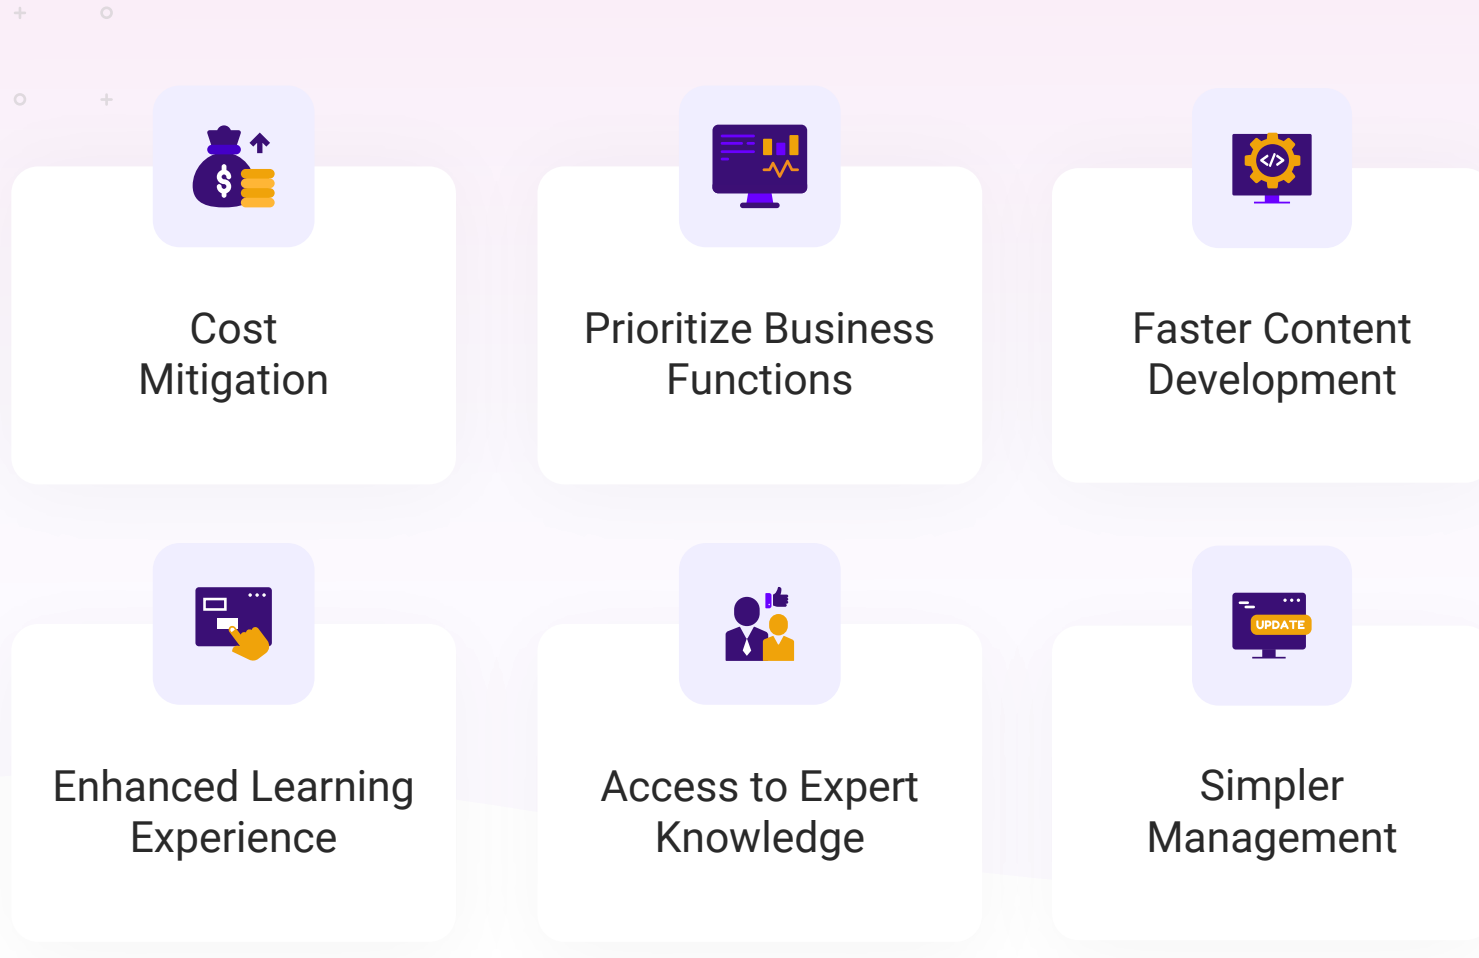 Cost
Mitigation
Prioritize Business
Functions
</>
Faster Content
Development
Enhanced Learning
Experience
Access to Expert
Knowledge
UPDATE
Simpler
Management